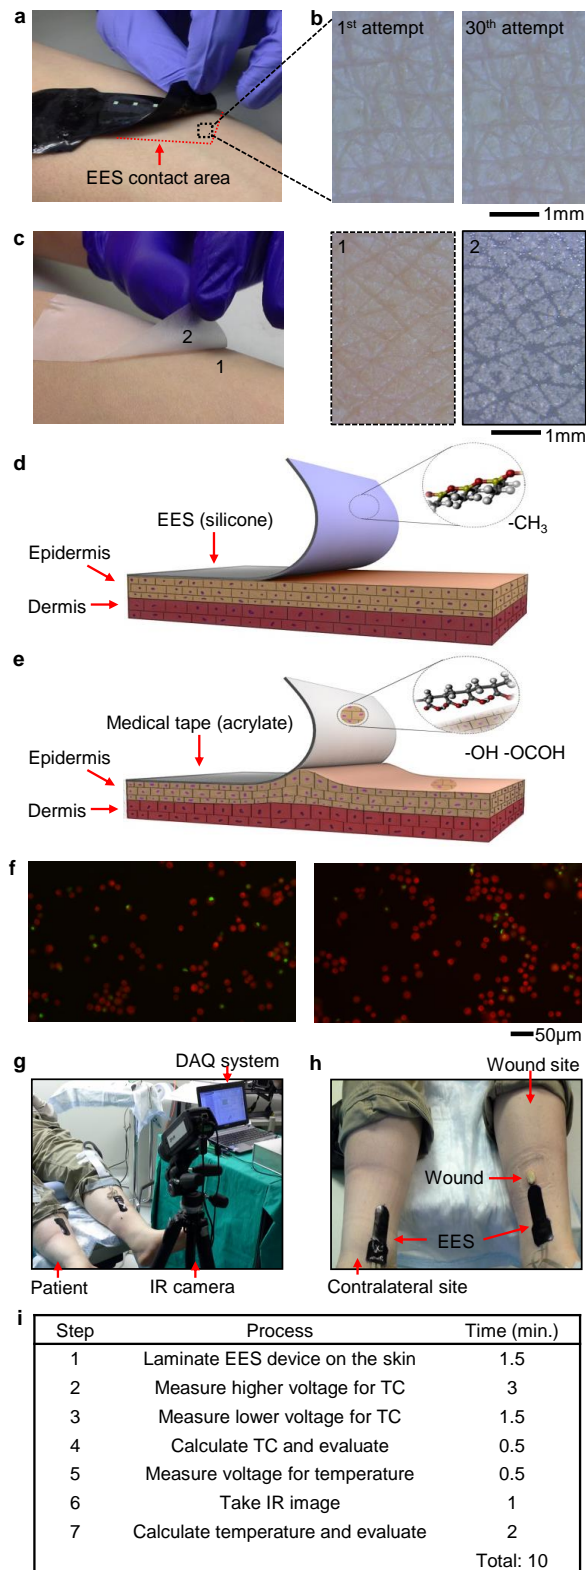 a
b
1st attempt
30th attempt
EES contact area
1mm
c
2
1
1
2
1mm
d
EES (silicone)
-CH3
Epidermis
Dermis
e
Medical tape (acrylate)
-OH -OCOH
Epidermis
Dermis
f
50µm
g
DAQ system
Patient
IR camera
h
Wound site
Wound
EES
Contralateral site
i
Step Process Time (min.)
1 Laminate EES device on the skin 1.5
2 Measure higher voltage for TC 3
3 Measure lower voltage for TC 1.5
4 Calculate TC and evaluate 0.5
5 Measure voltage for temperature 0.5
6 Take IR image 1
7 Calculate temperature and evaluate 2
Total: 10